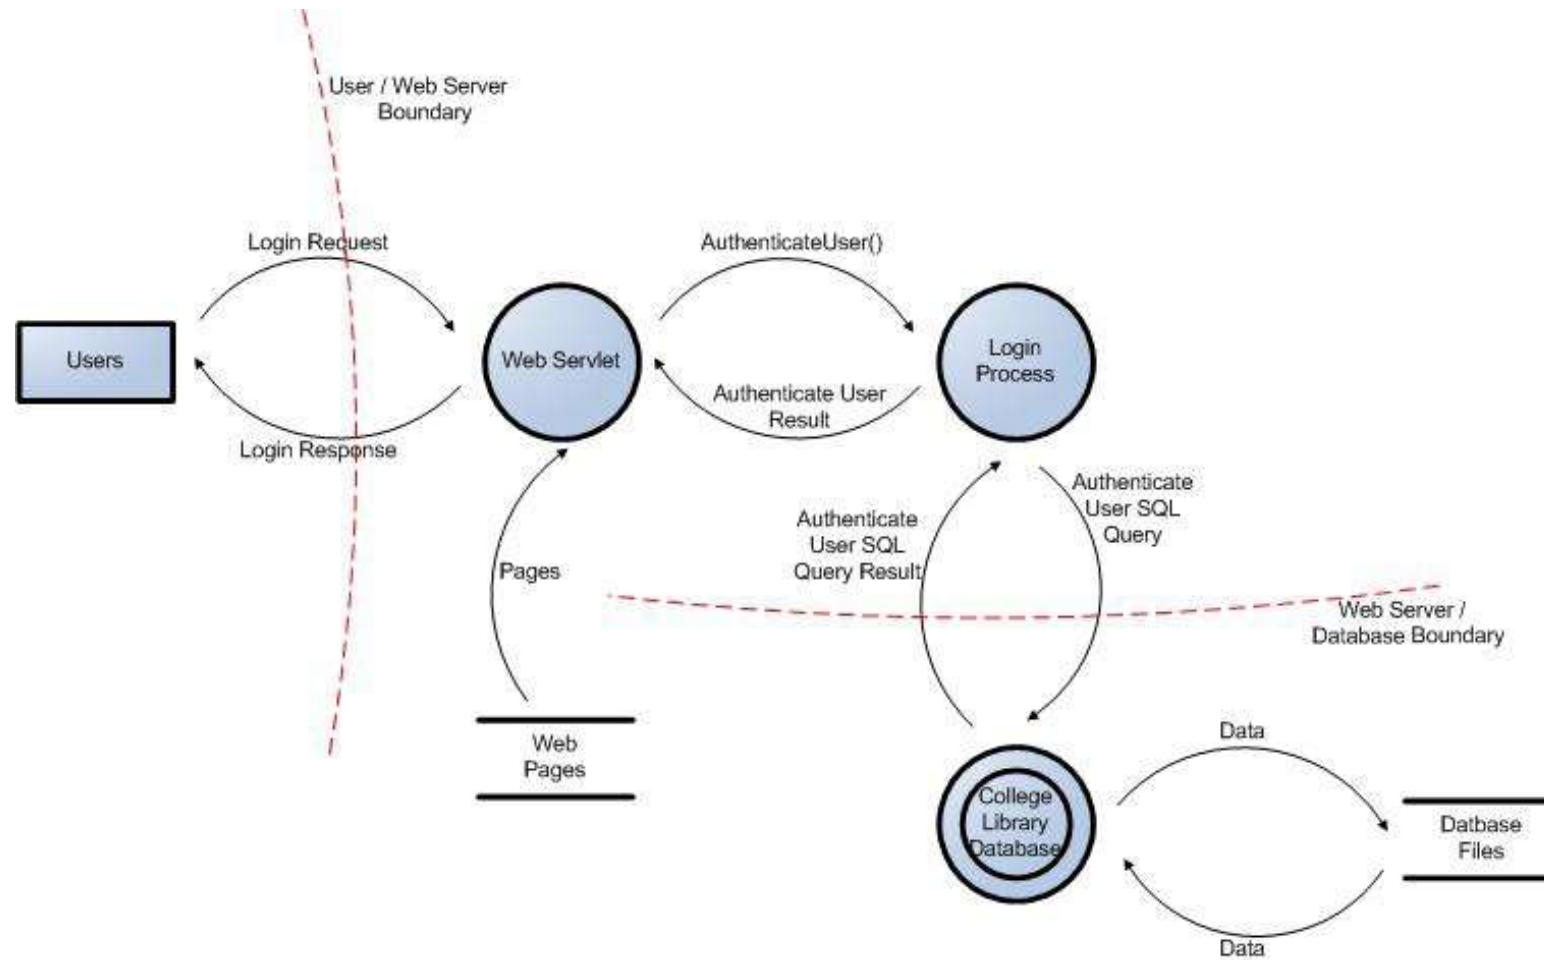 User / Web Server
Boundary
Login Request
AuthenticateUser()
Users
Web Servlet
Login
Process
Authenticate User
Result
Login Response
Authenticate
User SQL
Query
Authenticate
User SQL
Query Result
Pages
Web Server /
Database Boundary
Web
Pages
Data
College
Library
Database
Datbase
Files
Data